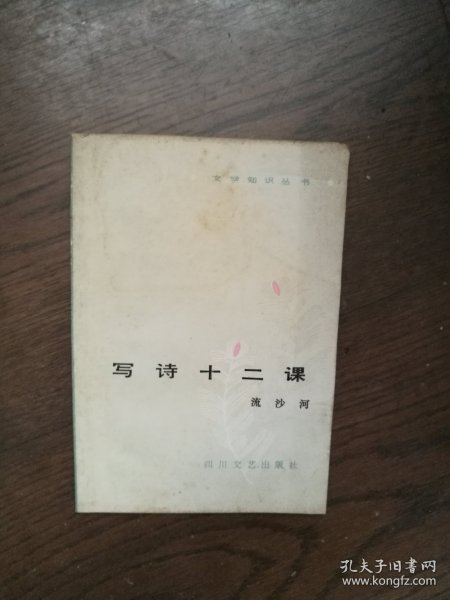 文学知识丛书
写诗十二课
流沙河
四川文艺出版社
孔夫子旧书网
www.kongfz.com